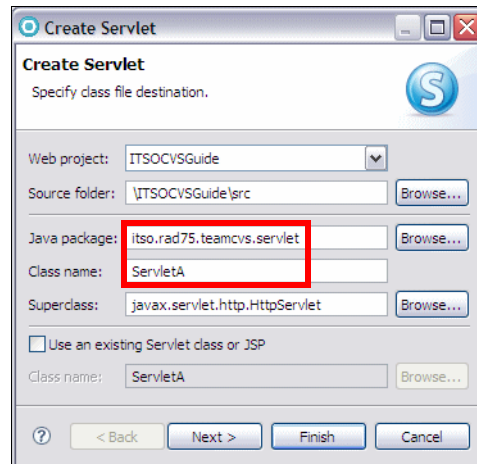 Create Servlet
Create Servlet
Specify class file destination.
S
Web project: ITSOCVSGuide
Source folder: \ITSOCVSGuide\src Browse...
Java package: itso.rad75.teamcvs.servlet Browse...
Class name: ServletA
Superclass: javax.servlet.http.HttpServlet Browse...
Use an existing Servlet class or JSP
Class name: ServletA Browse...
? < Back Next > Finish Cancel